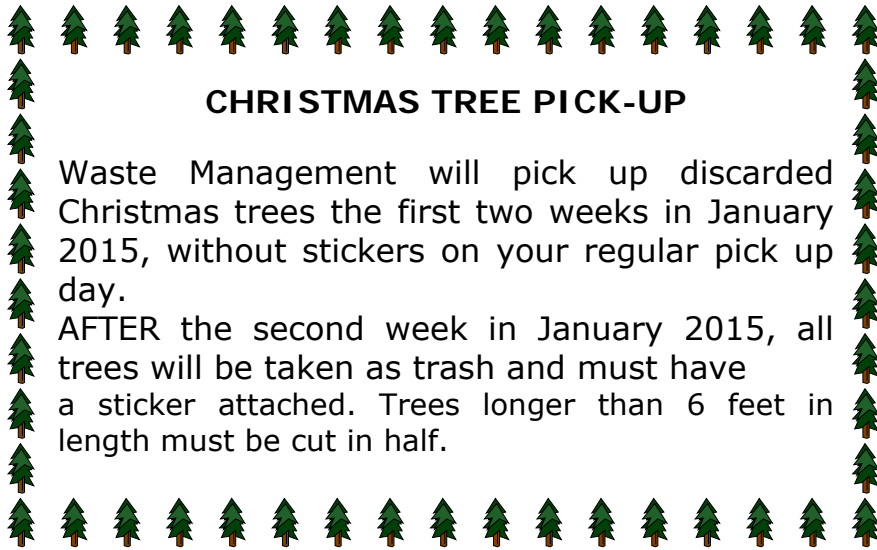 CHRISTMAS TREE PICK-UP
Waste Management will pick up discarded
Christmas trees the first two weeks in January
2015, without stickers on your regular pick up
day.
AFTER the second week in January 2015, all
trees will be taken as trash and must have
a sticker attached. Trees longer than 6 feet in
length must be cut in half.